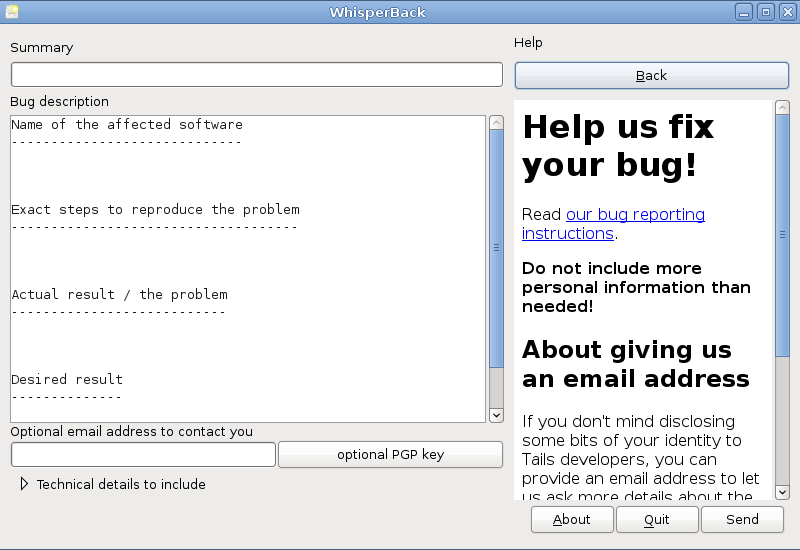 WhisperBack
Summary
Bug description
Name of the affected software
-----------------------------
Exact steps to reproduce the problem
------------------------------------
Actual result / the problem
---------------------------
Desired result
--------------
Optional email address to contact you
optional PGP key
Technical details to include
Help
Back
Help us fix
your bug!
Read our bug reporting
instructions.
Do not include more
personal information than
needed!
About giving us
an email address
If you don't mind disclosing
some bits of your identity to
Tails developers, you can
provide an email address to let
us ask more details about the
About
Quit
Send